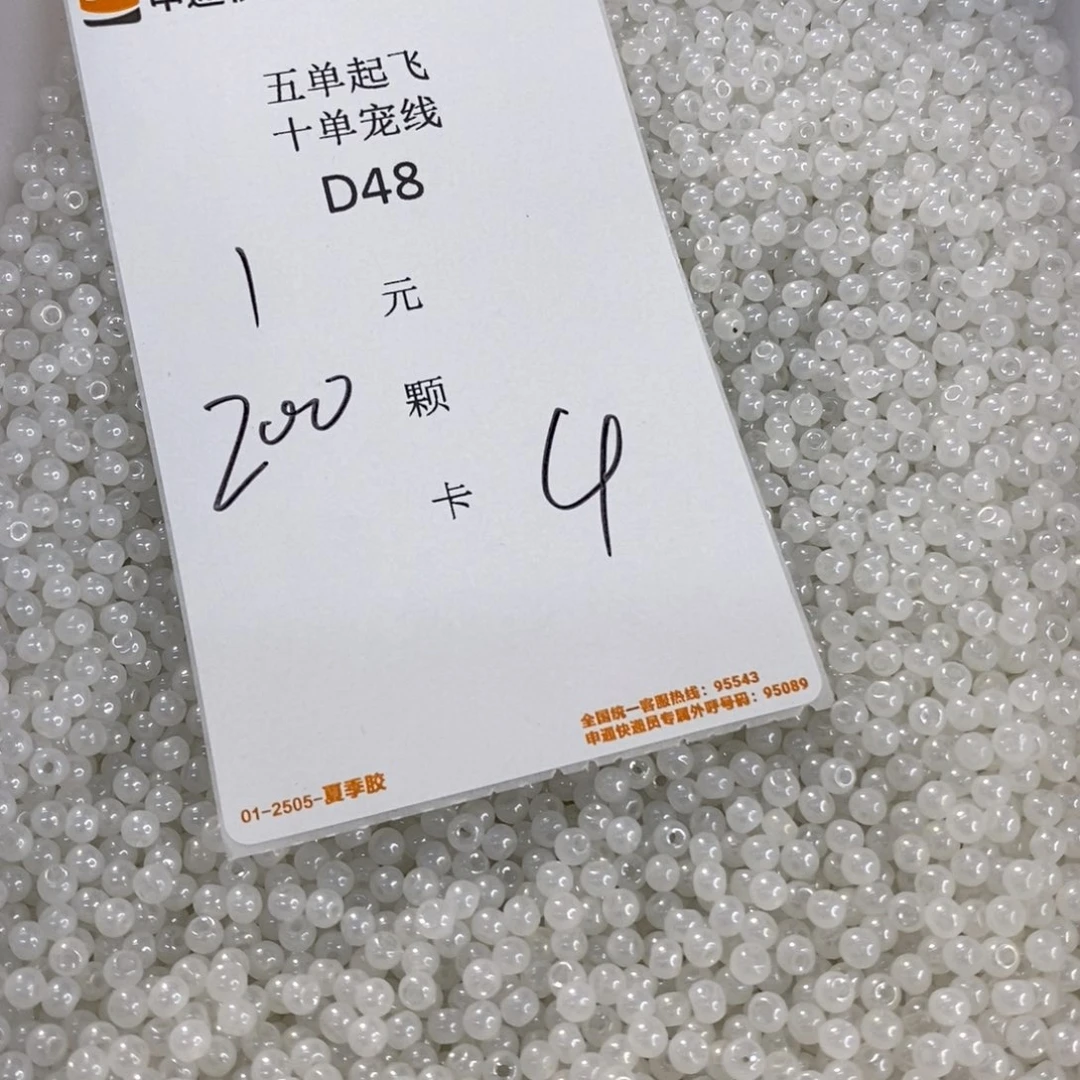 五单起飞
十单宠线
D48
1 元
200 颗
卡 4
全国统一客服热线：95543
申通快递员专属外呼号码：95089
01-2505-夏季胶